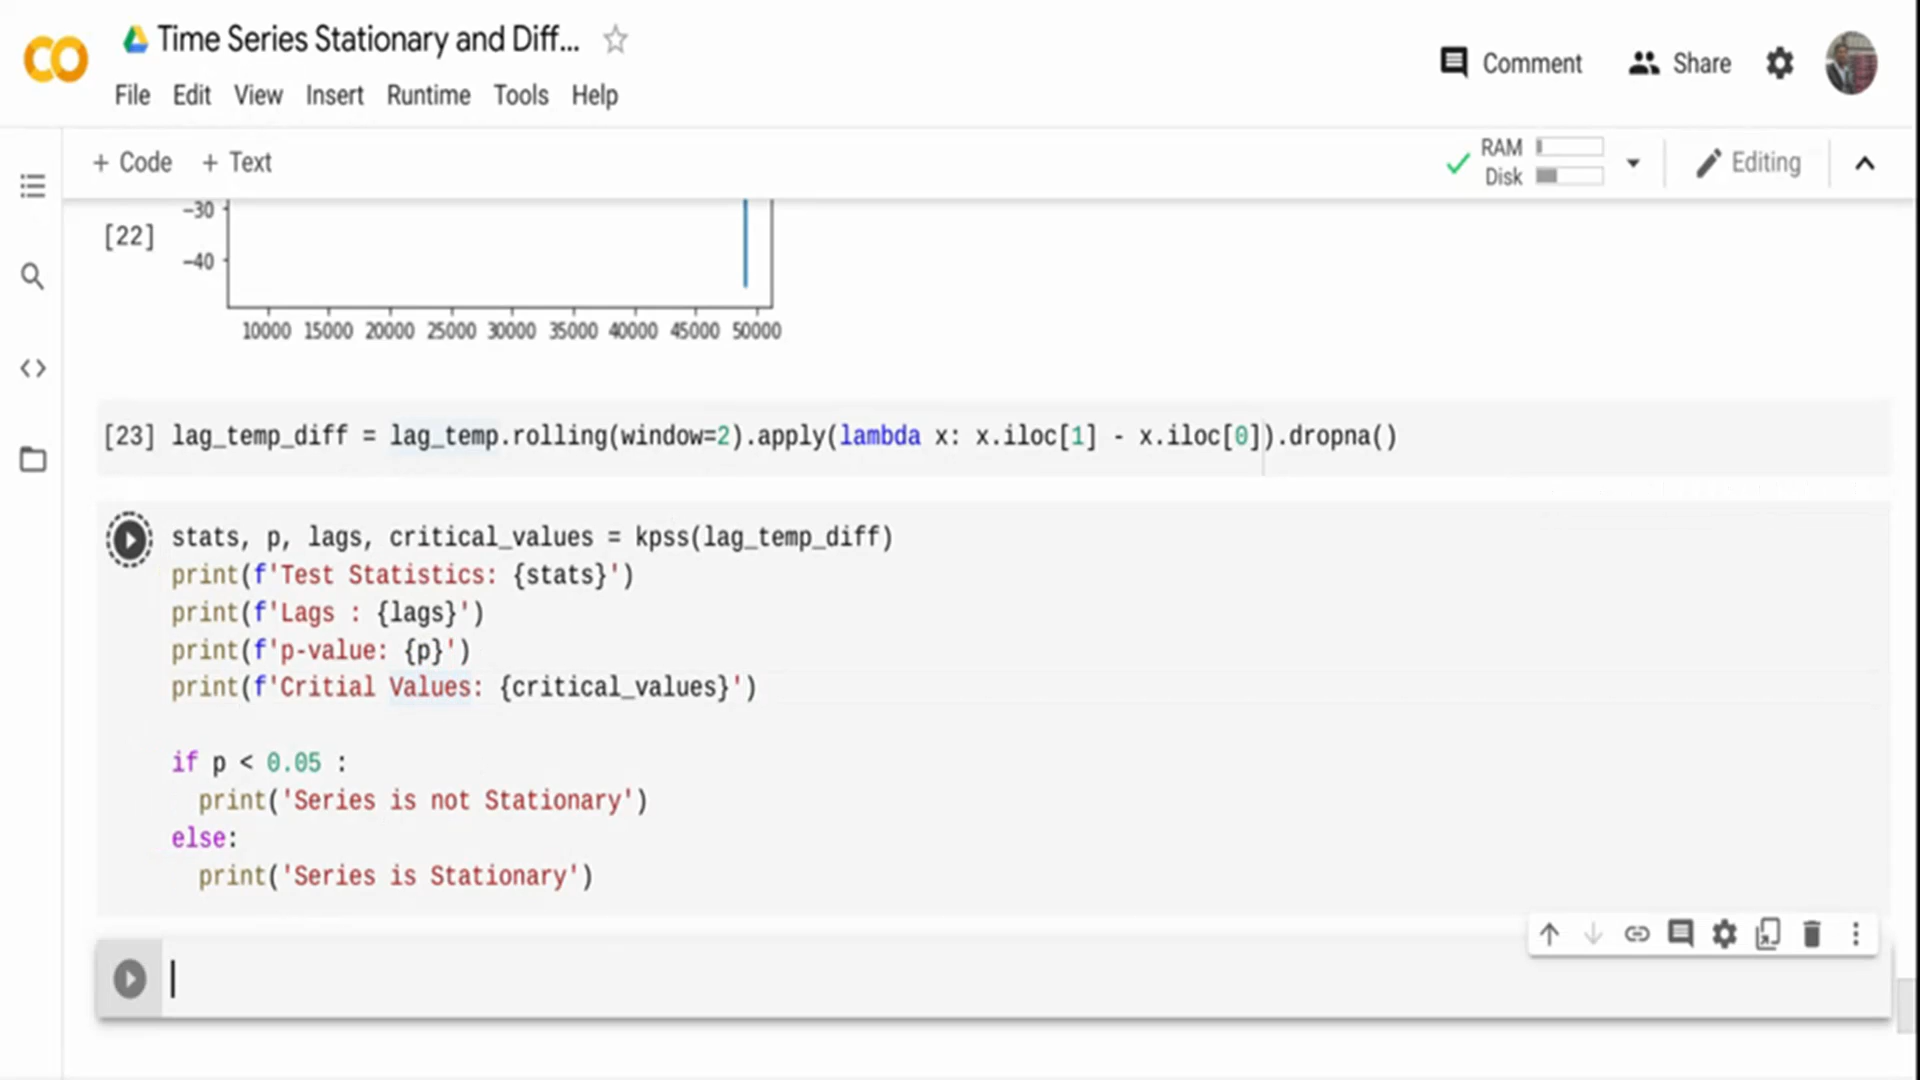 Time Series Stationary and Diff...
Comment
Share
File Edit View Insert Runtime Tools Help
+ Code + Text
RAM
Disk
Editing
[22]
−30
−40
10000 15000 20000 25000 30000 35000 40000 45000 50000
[23] lag_temp_diff = lag_temp.rolling(window=2).apply(lambda x: x.iloc[1] - x.iloc[0]).dropna()
stats, p, lags, critical_values = kpss(lag_temp_diff)
print(f'Test Statistics: {stats}')
print(f'Lags : {lags}')
print(f'p-value: {p}')
print(f'Critial Values: {critical_values}')
if p < 0.05 :
print('Series is not Stationary')
else:
print('Series is Stationary')